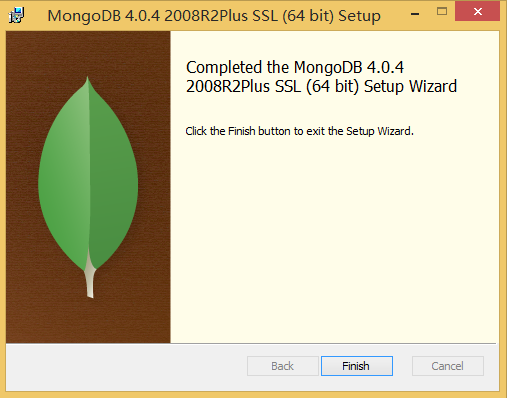 MongoDB 4.0.4 2008R2Plus SSL (64 bit) Setup
Completed the MongoDB 4.0.4
2008R2Plus SSL (64 bit) Setup Wizard
Click the Finish button to exit the Setup Wizard.
Back Finish Cancel